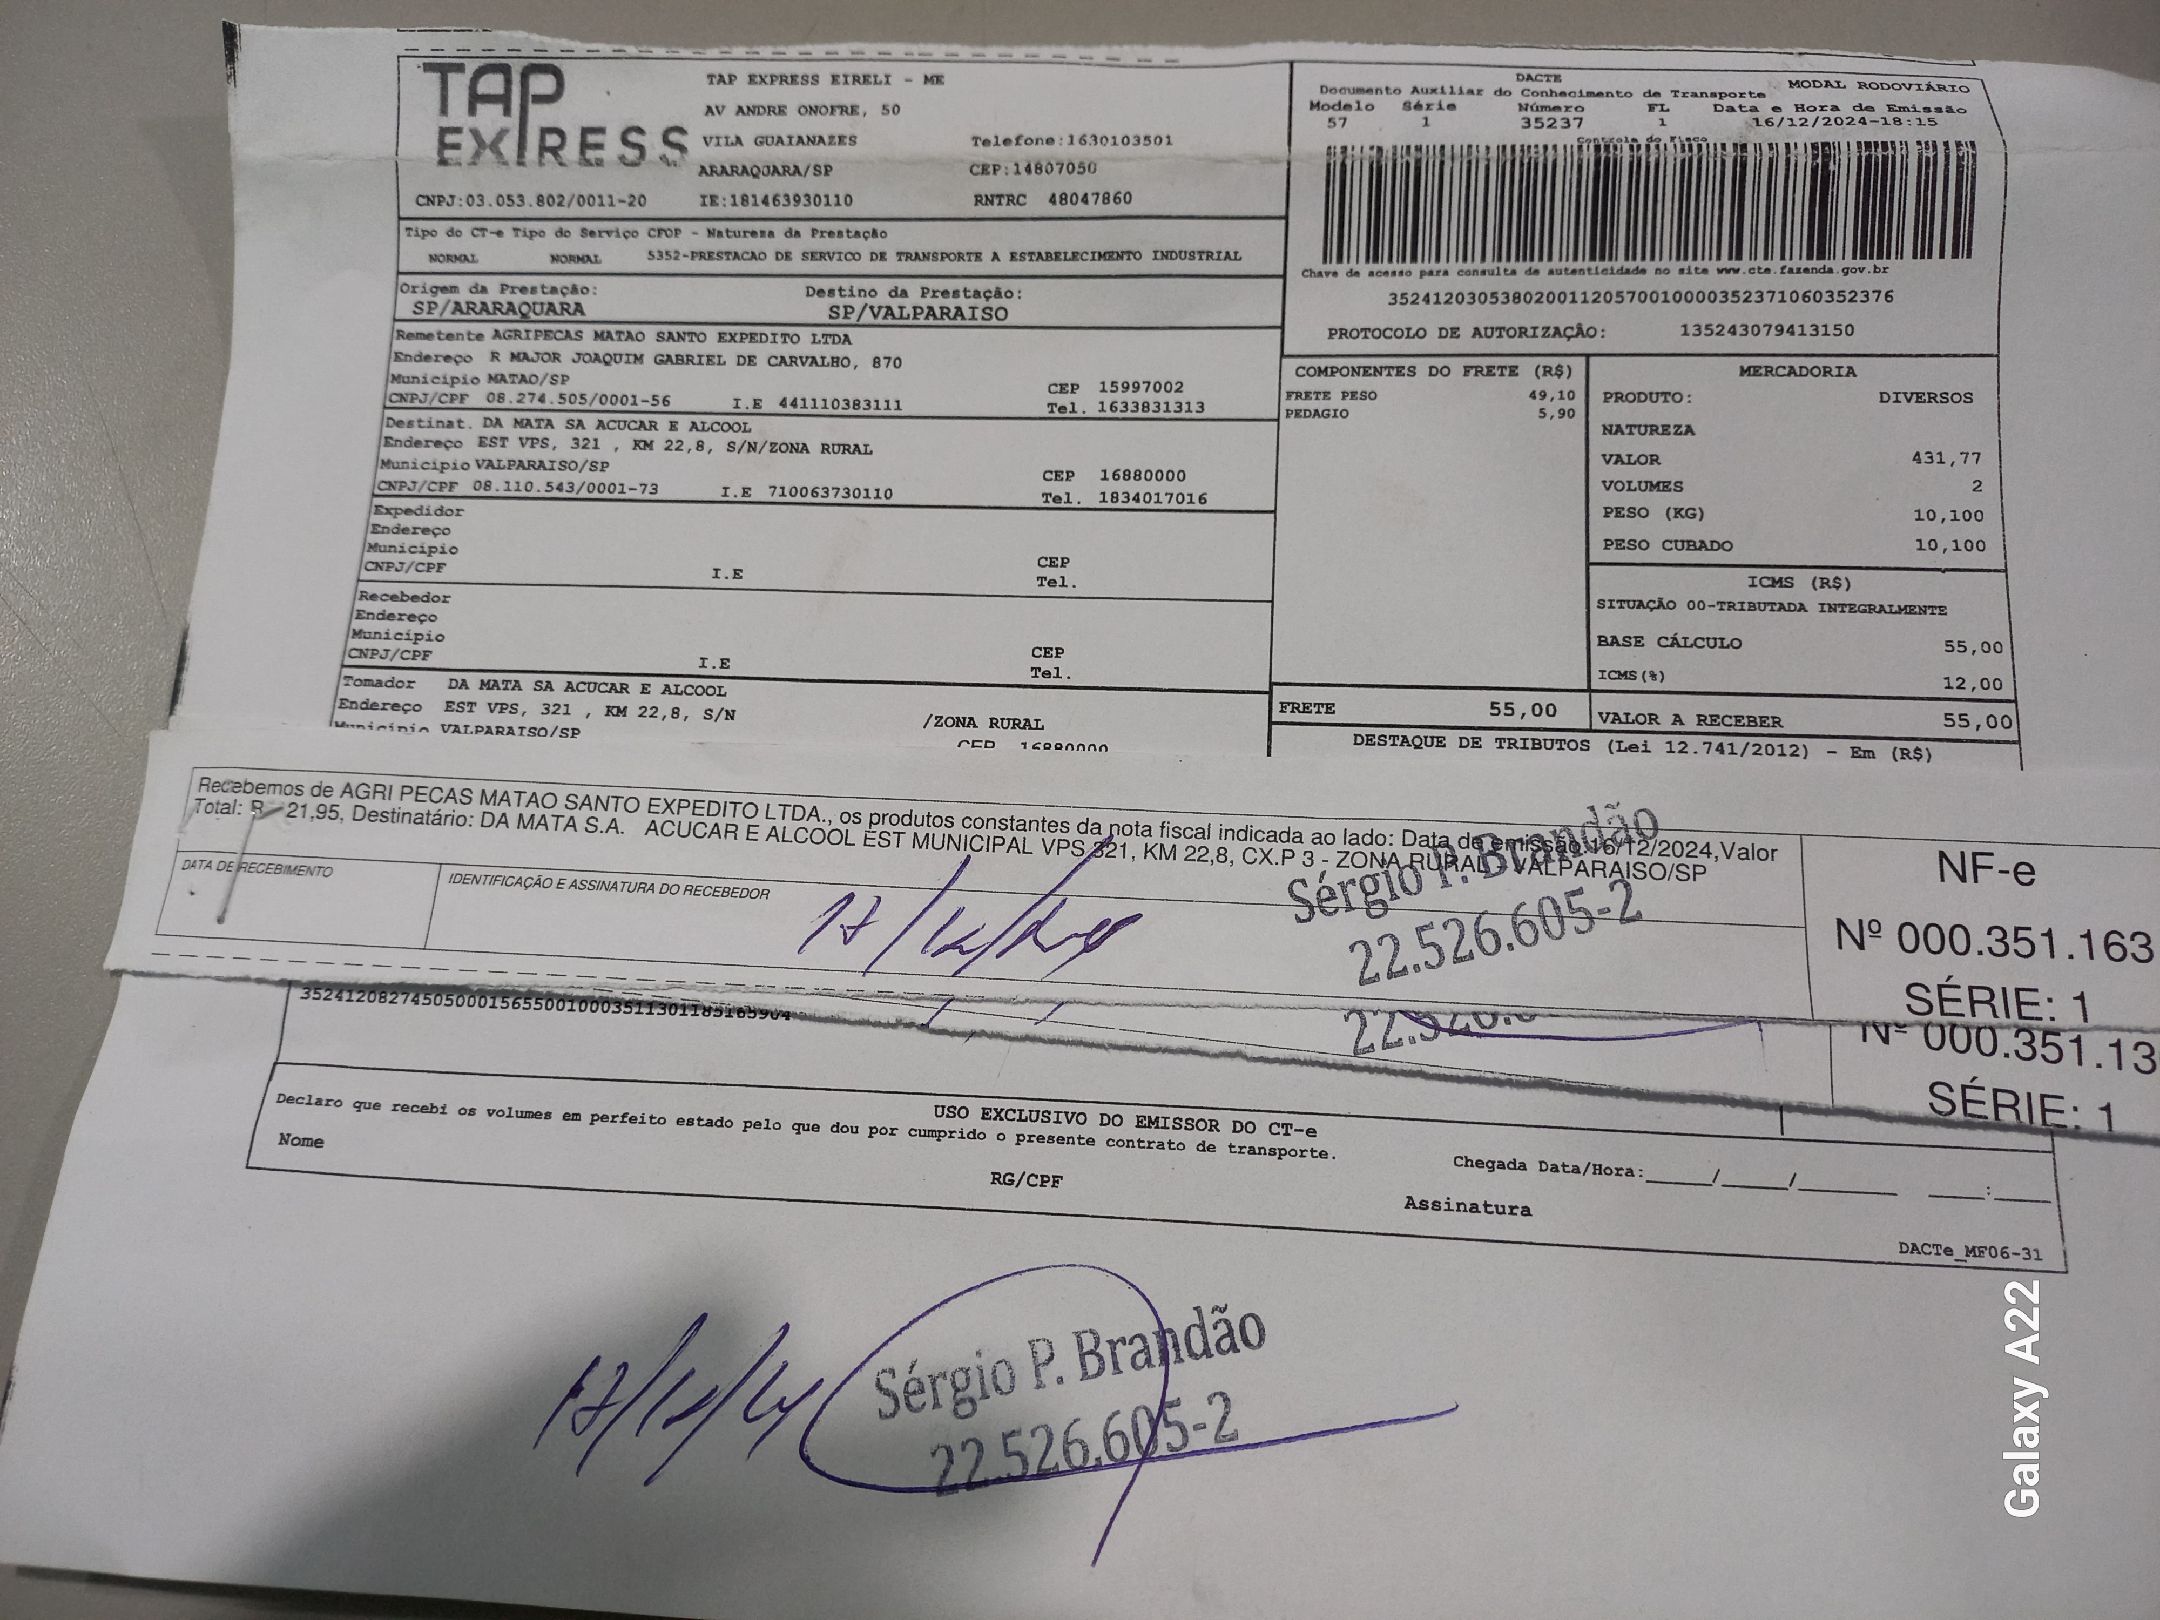 TAP EXPRESS
TAP EXPRESS EIRELI - ME
AV ANDRE ONOFRE, 50
VILA GUAIANAZES Telefone:1630103501
ARARAQUARA/SP CEP:14807050
CNPJ:03.053.802/0011-20 IE:181463930110 RNTRC 48047860
DACTE MODAL RODOVIÁRIO
Documento Auxiliar do Conhecimento de Transporte
Modelo Série Número FL Data e Hora de Emissão
57 1 35237 1 16/12/2024-18:15
Controle do Fisco
Chave de acesso para consulta de autenticidade no site www.cte.fazenda.gov.br
35241203053802001120570010000352371060352376
PROTOCOLO DE AUTORIZAÇÃO: 135243079413150
Tipo do CT-e Tipo do Serviço CFOP - Natureza da Prestação
NORMAL NORMAL 5352-PRESTACAO DE SERVICO DE TRANSPORTE A ESTABELECIMENTO INDUSTRIAL
Origem da Prestação: Destino da Prestação:
SP/ARARAQUARA SP/VALPARAISO
Remetente AGRIPECAS MATAO SANTO EXPEDITO LTDA
Endereço R MAJOR JOAQUIM GABRIEL DE CARVALHO, 870
Município MATAO/SP CEP 15997002
CNPJ/CPF 08.274.505/0001-56 I.E 441110383111 Tel. 1633831313
Destinat. DA MATA SA ACUCAR E ALCOOL
Endereço EST VPS, 321 , KM 22,8, S/N/ZONA RURAL
Município VALPARAISO/SP CEP 16880000
CNPJ/CPF 08.110.543/0001-73 I.E 710063730110 Tel. 1834017016
Expedidor
Endereço
Município CEP
CNPJ/CPF I.E Tel.
Recebedor
Endereço
Município CEP
CNPJ/CPF I.E Tel.
Tomador DA MATA SA ACUCAR E ALCOOL
Endereço EST VPS, 321 , KM 22,8, S/N /ZONA RURAL
Município VALPARAISO/SP CEP 16880000
COMPONENTES DO FRETE (R$)
FRETE PESO 49,10
PEDAGIO 5,90
FRETE 55,00
MERCADORIA
PRODUTO: DIVERSOS
NATUREZA
VALOR 431,77
VOLUMES 2
PESO (KG) 10,100
PESO CUBADO 10,100
ICMS (R$)
SITUAÇÃO 00-TRIBUTADA INTEGRALMENTE
BASE CÁLCULO 55,00
ICMS(%) 12,00
VALOR A RECEBER 55,00
DESTAQUE DE TRIBUTOS (Lei 12.741/2012) - Em (R$)
Recebemos de AGRI PECAS MATAO SANTO EXPEDITO LTDA., os produtos constantes da nota fiscal indicada ao lado: Data de emissão 16/12/2024,Valor
Total: 21,95, Destinatário: DA MATA S.A. ACUCAR E ALCOOL EST MUNICIPAL VPS 321, KM 22,8, CX.P 3 - ZONA RURAL VALPARAISO/SP
DATA DE RECEBIMENTO
IDENTIFICAÇÃO E ASSINATURA DO RECEBEDOR
17/12/
Sérgio P. Brandão
22.526.605-2
NF-e
Nº 000.351.163
SÉRIE: 1
Nº 000.351.13
SÉRIE: 1
USO EXCLUSIVO DO EMISSOR DO CT-e
Declaro que recebi os volumes em perfeito estado pelo que dou por cumprido o presente contrato de transporte.
Nome
RG/CPF
Chegada Data/Hora:_____/_____/________ ____:_____
Assinatura
DACTe_MF06-31
17/12/24
Sérgio P. Brandão
22.526.605-2
Galaxy A22